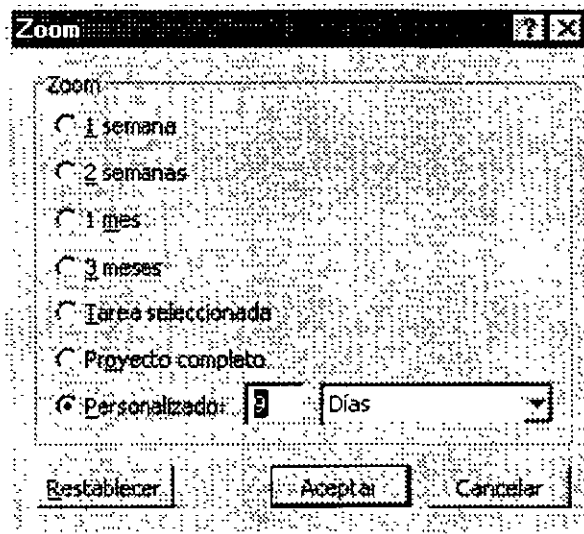 Zoom
Zoom
1 semana
2 semanas
1 mes
3 meses
Tarea seleccionada
Proyecto completo
Personalizado: 9 Días
Restablecer Aceptar Cancelar